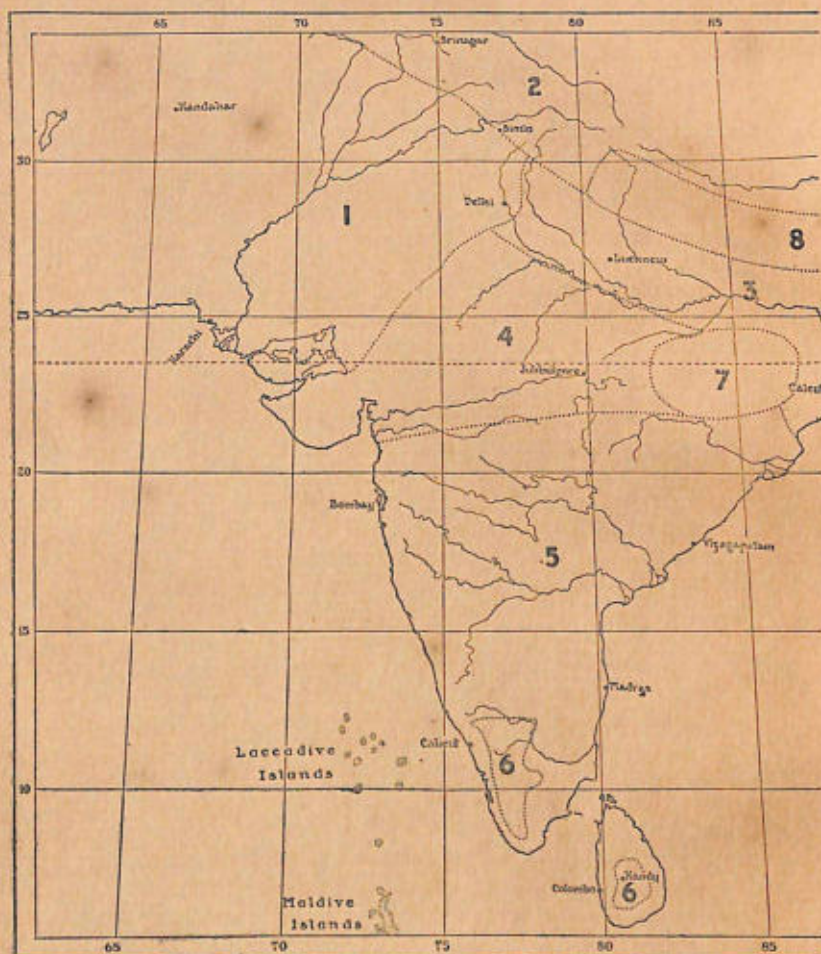 65
70
75
80
85
Srinagar
2
Kandahar
Simla
30
1
Delhi
8
Lucknow
3
25
4
Karachi
Jubbulpore
7
20
Bombay
Vizagapatam
5
15
Madras
Calicut
Laccadive
Islands
6
10
Kandy
Colombo
6
Maldive
Islands
65
70
75
80
85